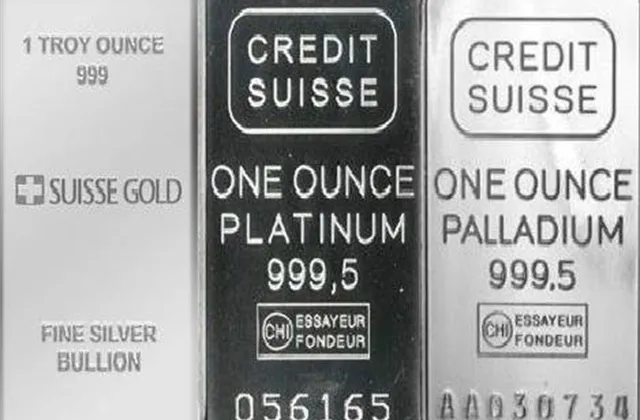 1 TROY OUNCE
999
SUISSE GOLD
FINE SILVER
BULLION
CREDIT
SUISSE
ONE OUNCE
PLATINUM
999,5
CHI
ESSAYEUR
FONDEUR
056165
CREDIT
SUISSE
ONE OUNCE
PALLADIUM
999.5
CHI
ESSAYEUR
FONDEUR
AA030734